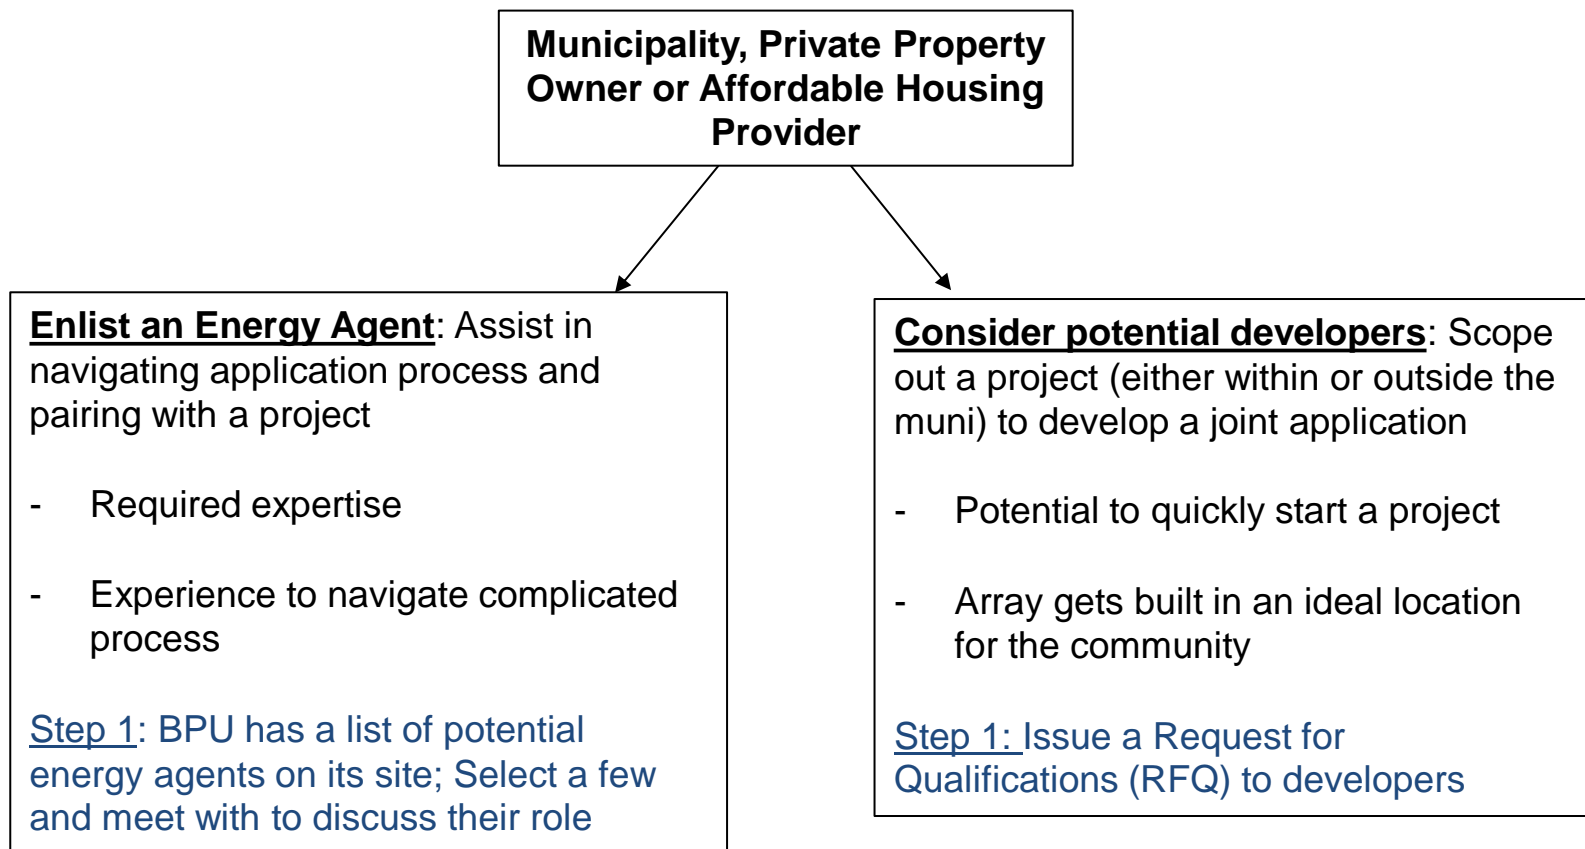 Municipality, Private Property
Owner or Affordable Housing
Provider
Enlist an Energy Agent: Assist in
navigating application process and
pairing with a project
- Required expertise
- Experience to navigate complicated
process
Step 1: BPU has a list of potential
energy agents on its site; Select a few
and meet with to discuss their role
Consider potential developers: Scope
out a project (either within or outside the
muni) to develop a joint application
- Potential to quickly start a project
- Array gets built in an ideal location
for the community
Step 1: Issue a Request for
Qualifications (RFQ) to developers